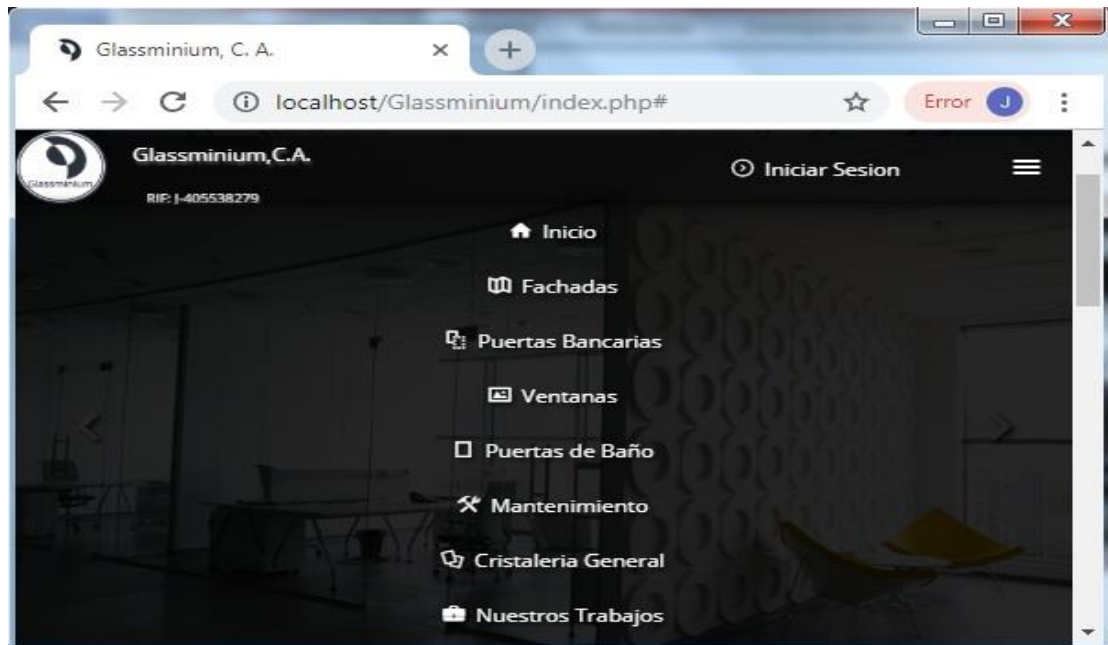 Glassminium, C. A.
localhost/Glassminium/index.php#
Error J
Glassminium
Glassminium,C.A.
RIF: J-405538279
Iniciar Sesion
Inicio
Fachadas
Puertas Bancarias
Ventanas
Puertas de Baño
Mantenimiento
Cristaleria General
Nuestros Trabajos